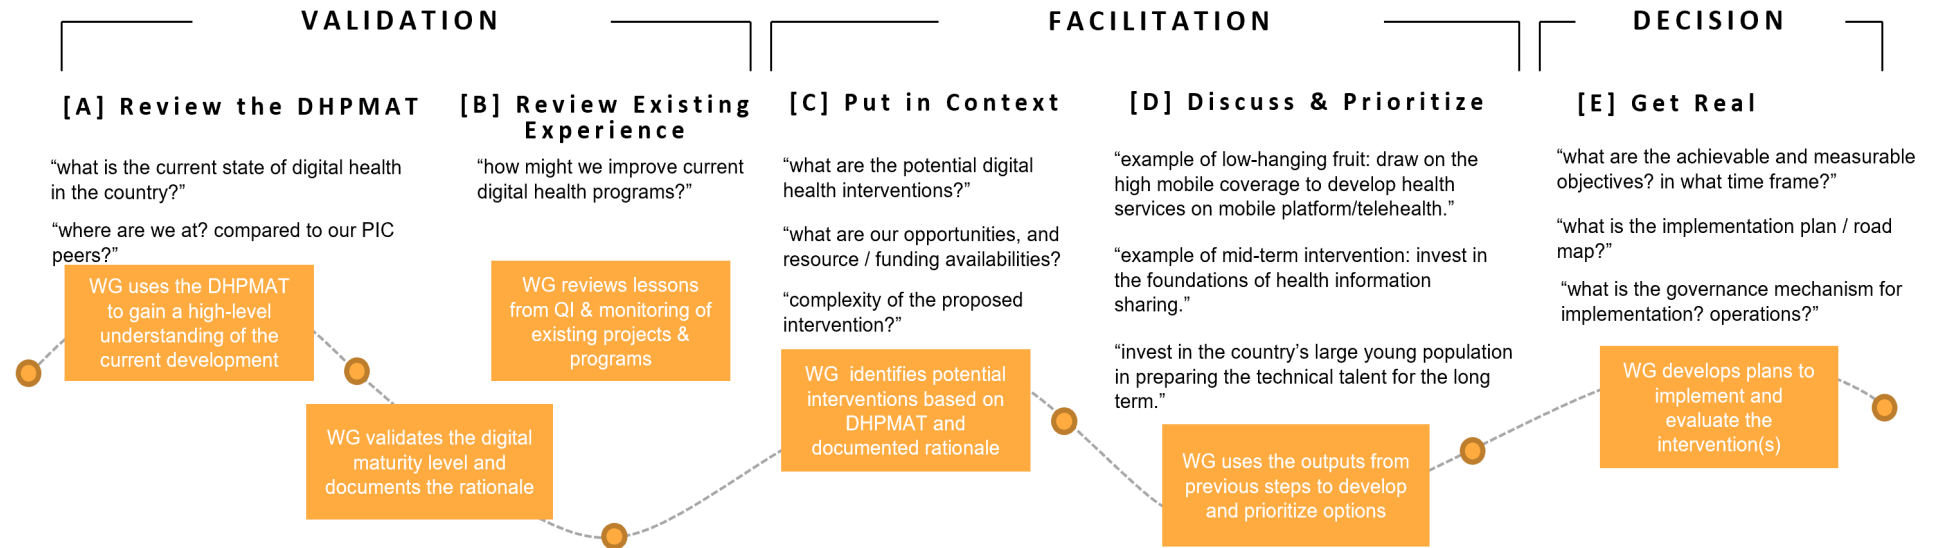 VALIDATION
FACILITATION
DECISION
[A] Review the DHPMAT
“what is the current state of digital health
in the country?”
“where are we at? compared to our PIC
peers?”
WG uses the DHPMAT
to gain a high-level
understanding of the
current development
WG validates the digital
maturity level and
documents the rationale
[B] Review Existing
Experience
“how might we improve current
digital health programs?”
WG reviews lessons
from QI & monitoring of
existing projects &
programs
[C] Put in Context
“what are the potential digital
health interventions?”
“what are our opportunities, and
resource / funding availabilities?
“complexity of the proposed
intervention?”
WG identifies potential
interventions based on
DHPMAT and
documented rationale
[D] Discuss & Prioritize
“example of low-hanging fruit: draw on the
high mobile coverage to develop health
services on mobile platform/telehealth.”
“example of mid-term intervention: invest in
the foundations of health information
sharing.”
“invest in the country’s large young population
in preparing the technical talent for the long
term.”
WG uses the outputs from
previous steps to develop
and prioritize options
[E] Get Real
“what are the achievable and measurable
objectives? in what time frame?”
“what is the implementation plan / road
map?”
“what is the governance mechanism for
implementation? operations?”
WG develops plans to
implement and
evaluate the
intervention(s)